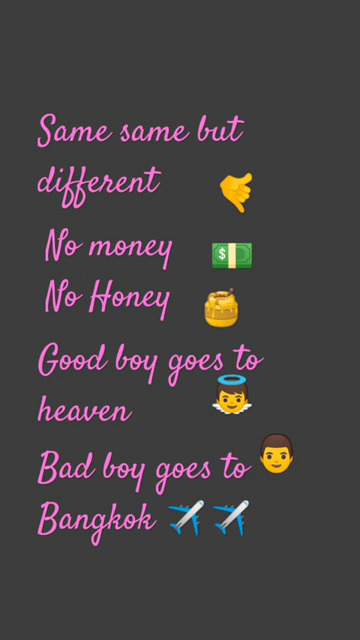 Same same but
different
No money
No Honey
Good boy goes to
heaven
Bad boy goes to
Bangkok